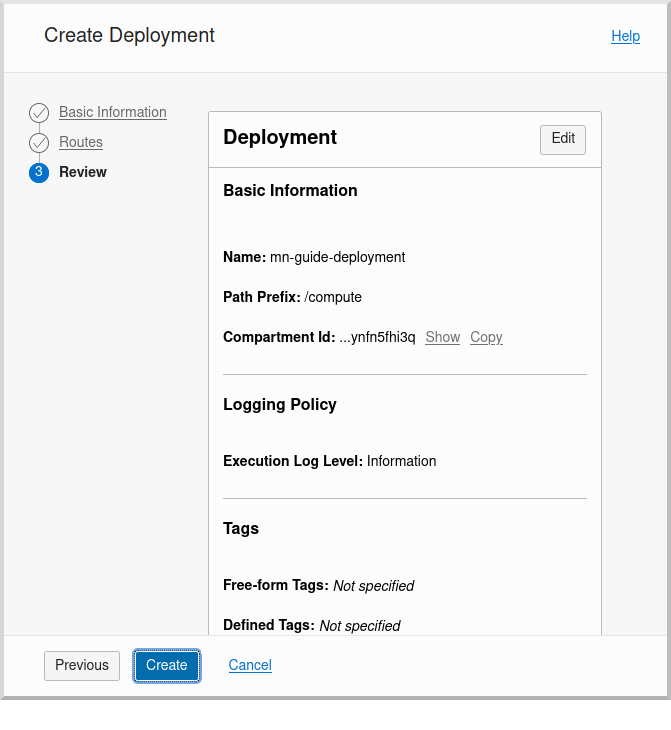 Create Deployment
Help
Basic Information
Routes
3 Review
Deployment
Edit
Basic Information
Name: mn-guide-deployment
Path Prefix: /compute
Compartment Id: ...ynfn5fhi3q Show Copy
Logging Policy
Execution Log Level: Information
Tags
Free-form Tags: Not specified
Defined Tags: Not specified
Previous Create Cancel